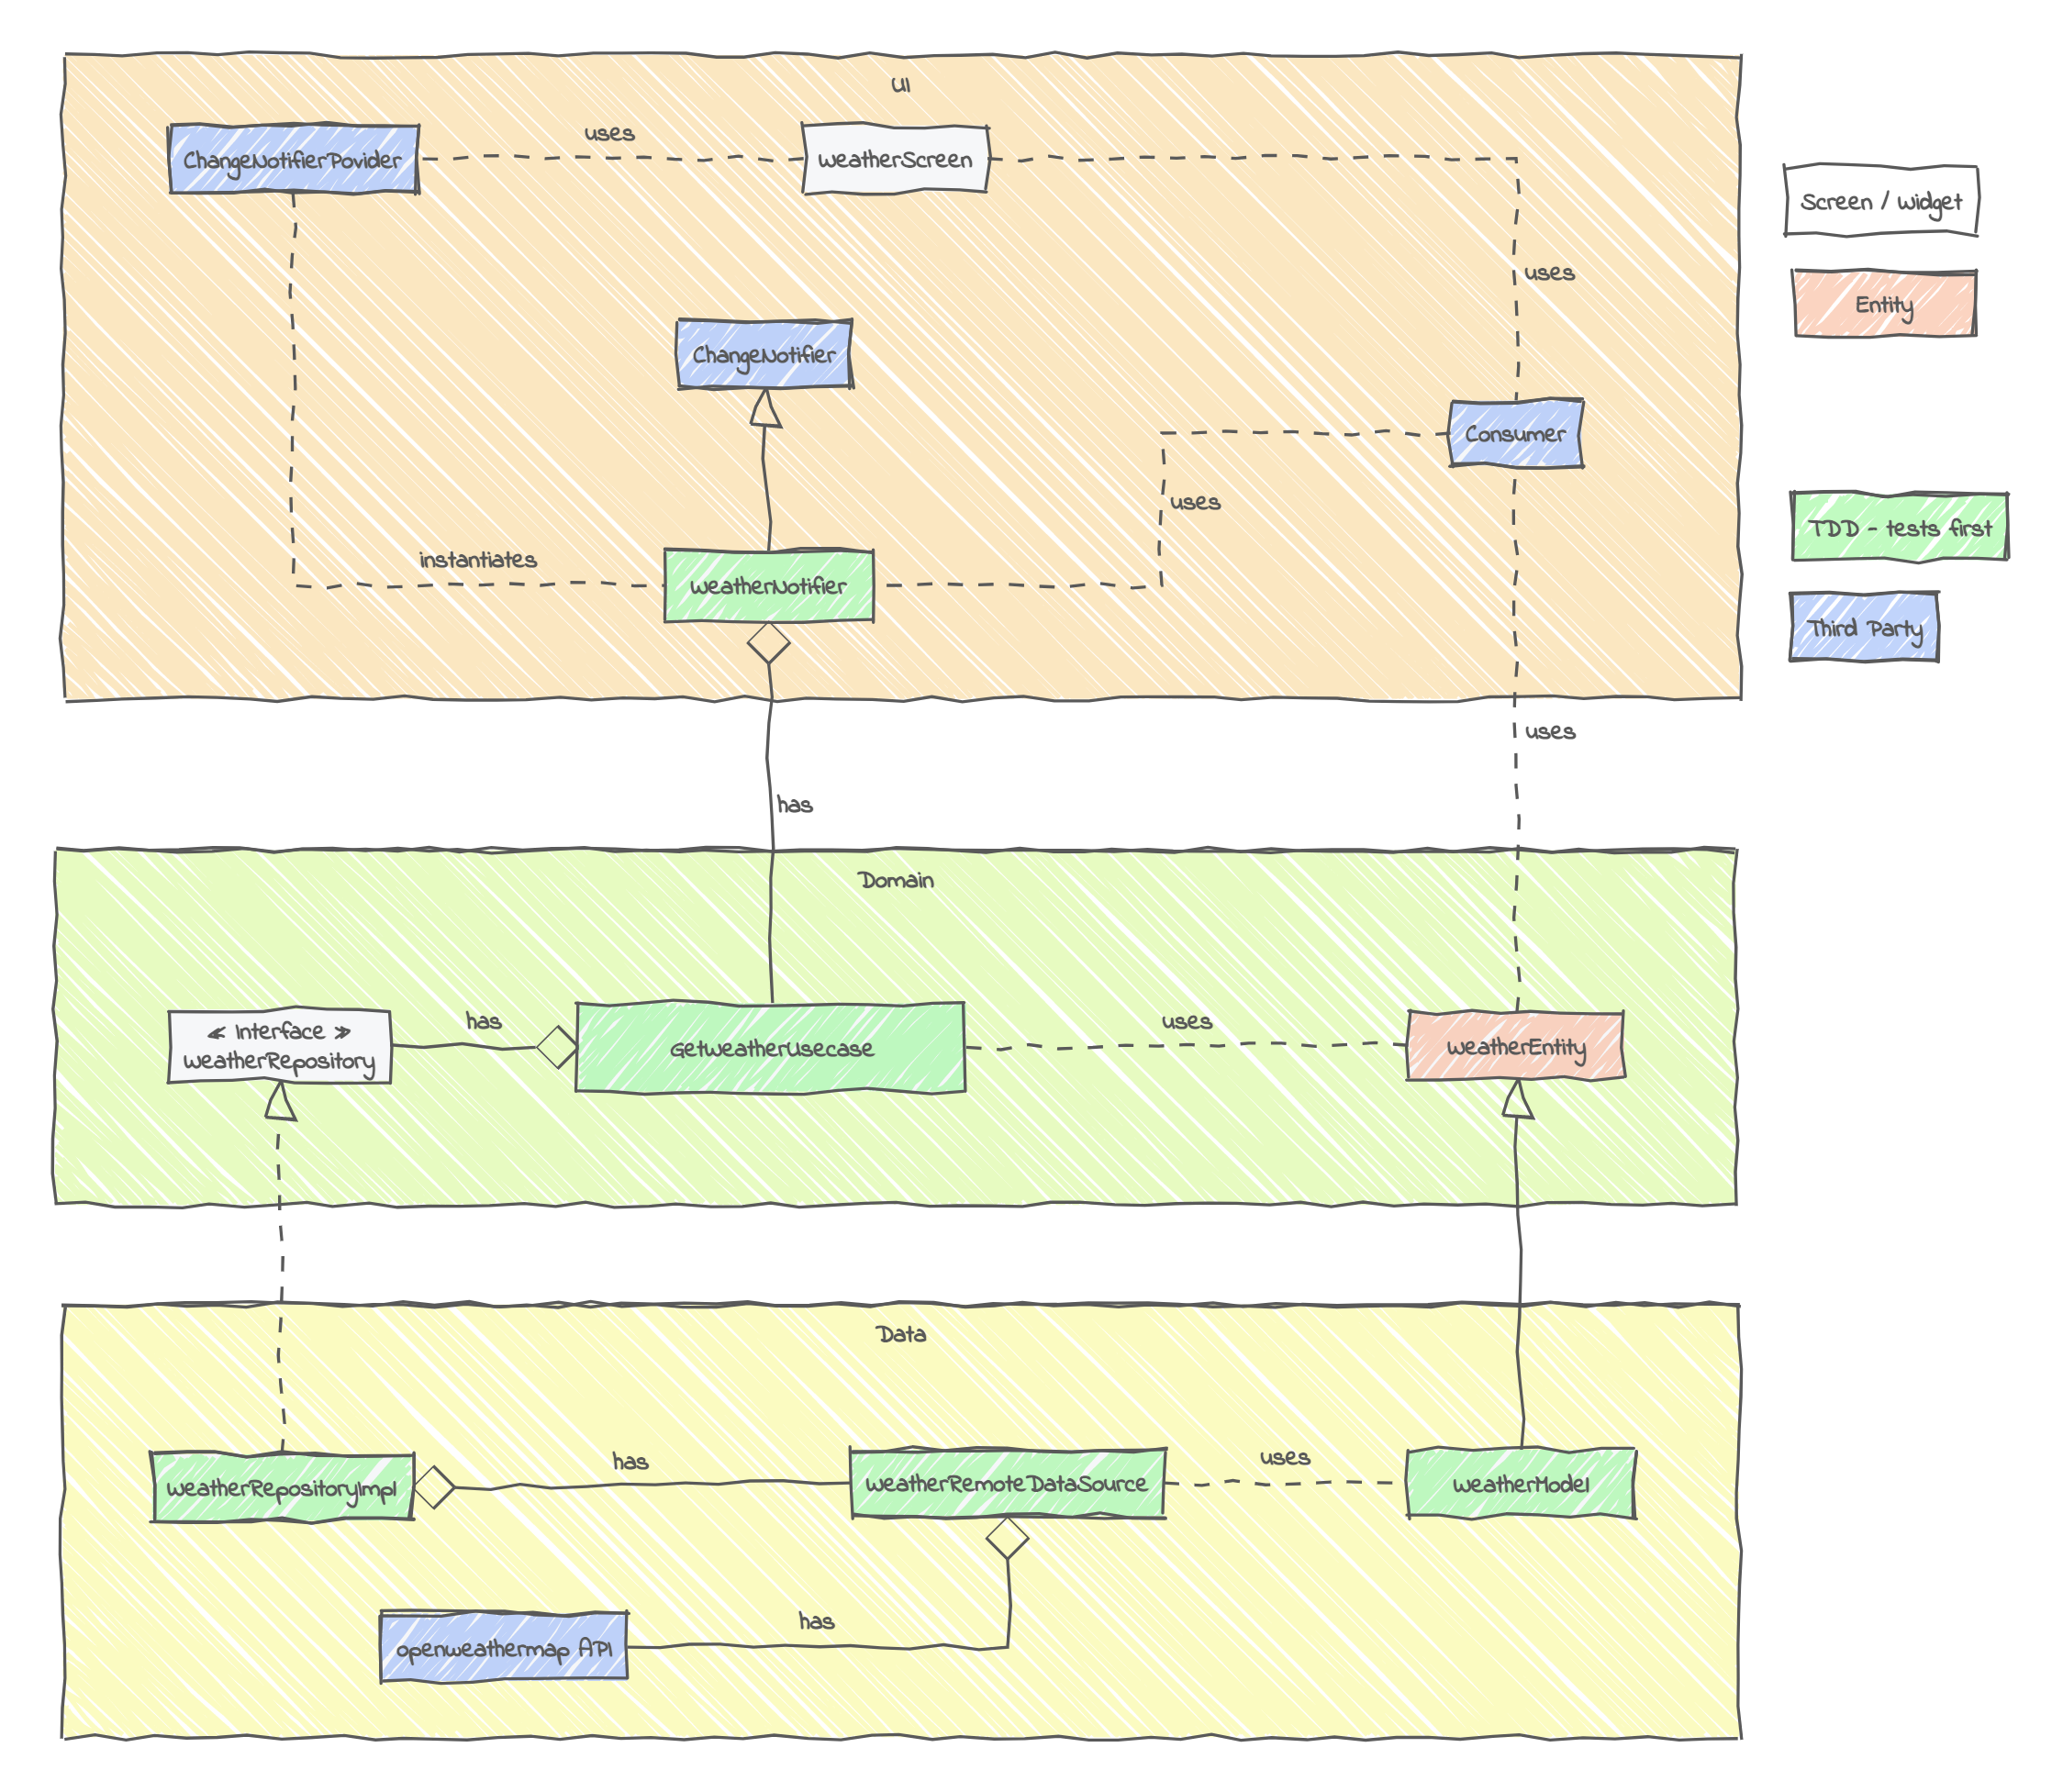 UI
ChangeNotifierPovider
uses
WeatherScreen
Screen / Widget
uses
Entity
ChangeNotifier
Consumer
uses
TDD - tests first
instantiates
WeatherNotifier
Third Party
uses
has
Domain
« Interface »
WeatherRepository
has
GetWeatherUsecase
uses
WeatherEntity
Data
WeatherRepositoryImpl
has
WeatherRemoteDataSource
uses
WeatherModel
openweathermap API
has